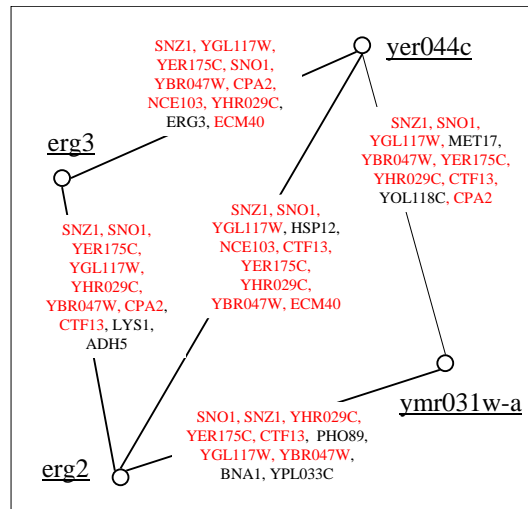 SNZ1, YGL117W,
YER175C, SNO1,
YBR047W, CPA2,
NCE103, YHR029C,
ERG3, ECM40
yer044c
erg3
SNZ1, SNO1,
YGL117W, MET17,
YBR047W, YER175C,
YHR029C, CTF13,
YOL118C, CPA2
SNZ1, SNO1,
YGL117W, HSP12,
NCE103, CTF13,
YER175C,
YHR029C,
YBR047W, ECM40
SNZ1, SNO1,
YER175C,
YGL117W,
YHR029C,
YBR047W, CPA2,
CTF13, LYS1,
ADH5
ymr031w-a
SNO1, SNZ1, YHR029C,
YER175C, CTF13, PHO89,
YGL117W, YBR047W,
BNA1, YPL033C
erg2